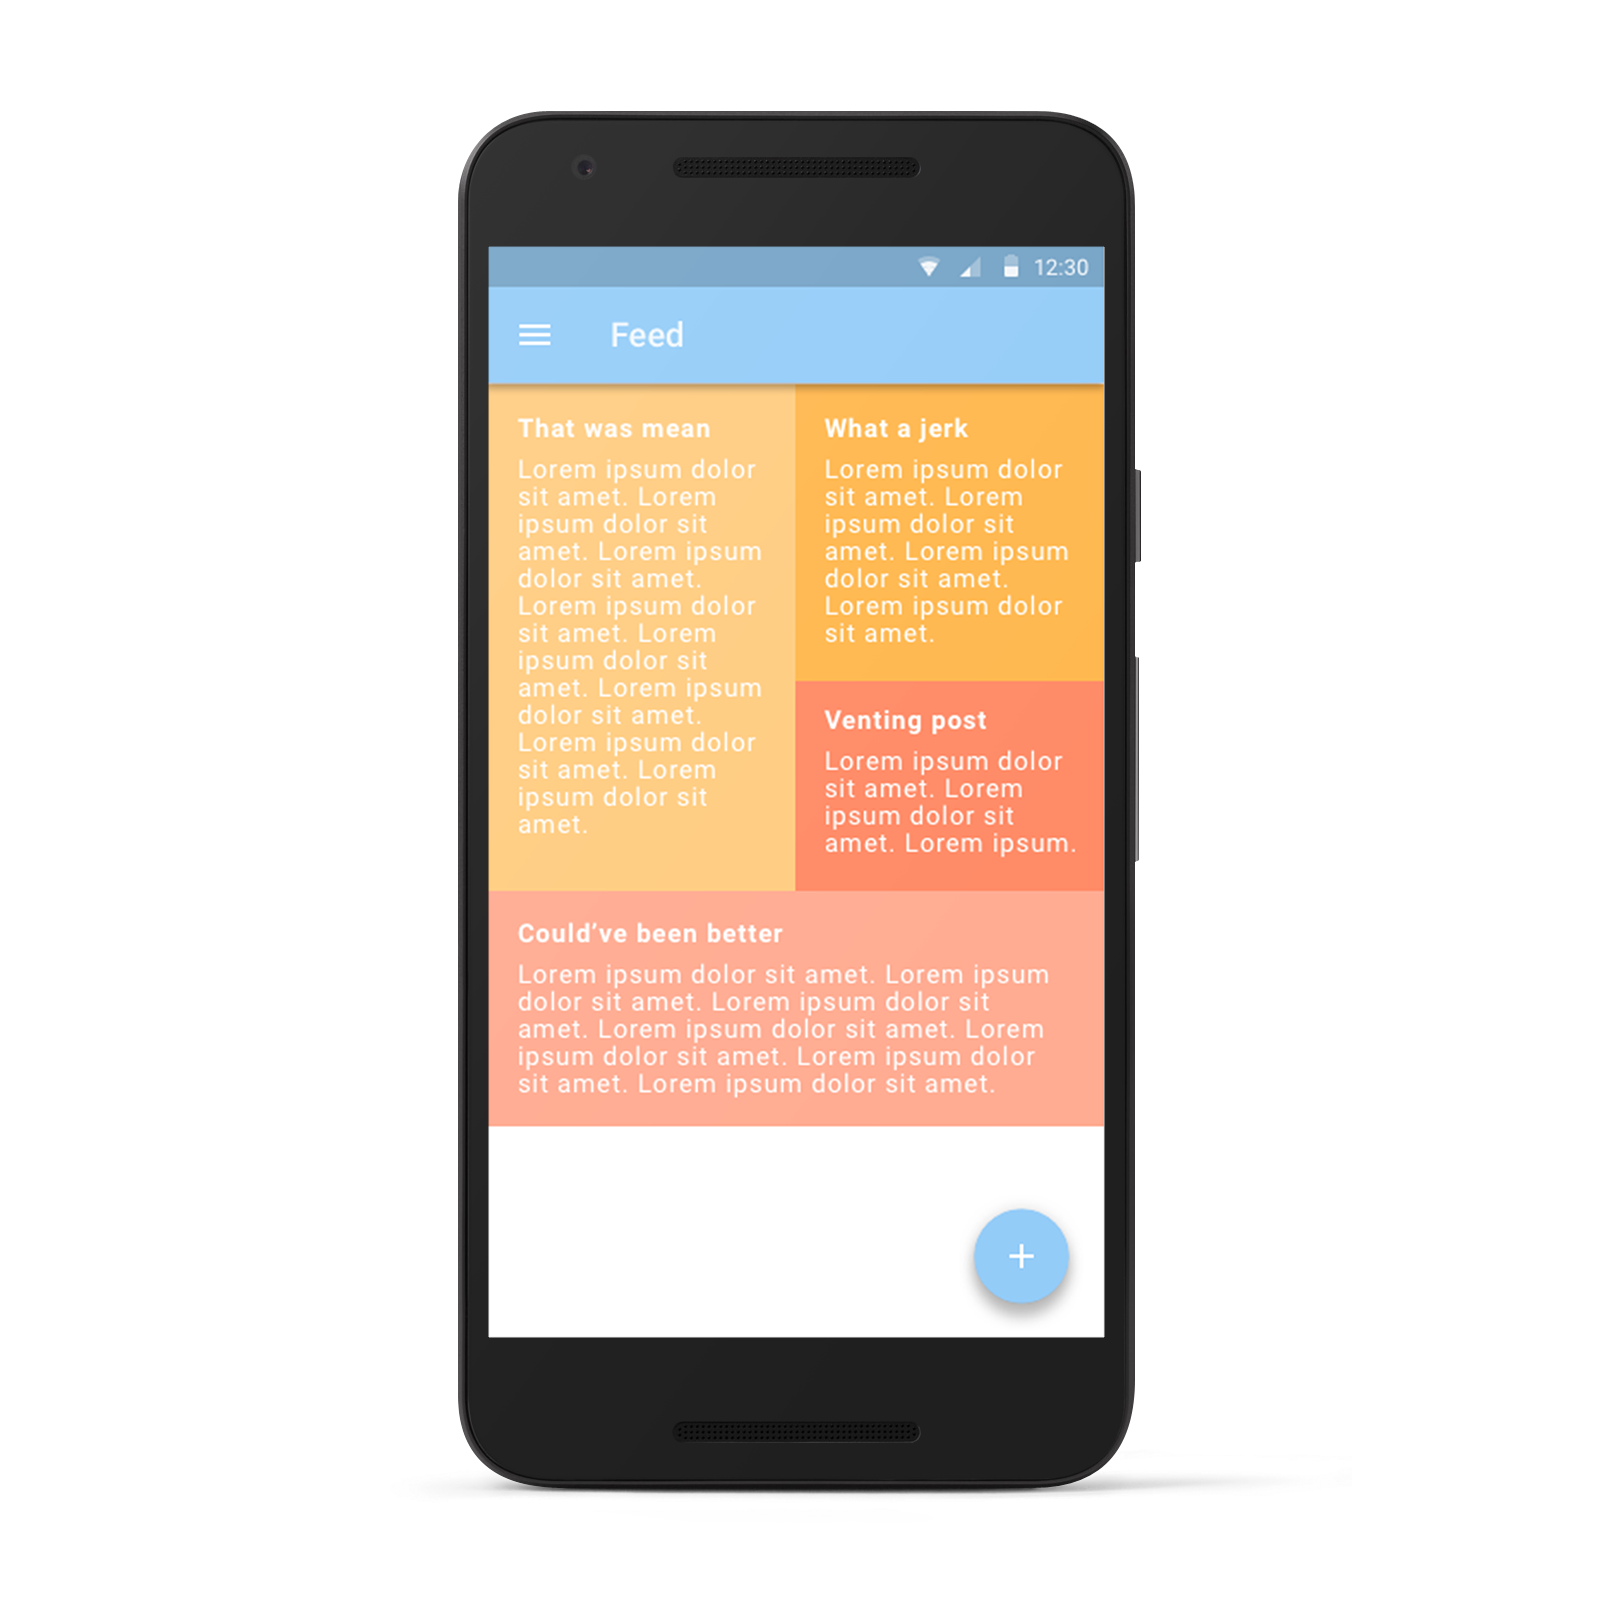 12:30
Feed
That was mean
Lorem ipsum dolor
sit amet. Lorem
ipsum dolor sit
amet. Lorem ipsum
dolor sit amet.
Lorem ipsum dolor
sit amet. Lorem
ipsum dolor sit
amet. Lorem ipsum
dolor sit amet.
Lorem ipsum dolor
sit amet. Lorem
ipsum dolor sit
amet.
What a jerk
Lorem ipsum dolor
sit amet. Lorem
ipsum dolor sit
amet. Lorem ipsum
dolor sit amet.
Lorem ipsum dolor
sit amet.
Venting post
Lorem ipsum dolor
sit amet. Lorem
ipsum dolor sit
amet. Lorem ipsum.
Could’ve been better
Lorem ipsum dolor sit amet. Lorem ipsum
dolor sit amet. Lorem ipsum dolor sit
amet. Lorem ipsum dolor sit amet. Lorem
ipsum dolor sit amet. Lorem ipsum dolor
sit amet. Lorem ipsum dolor sit amet.